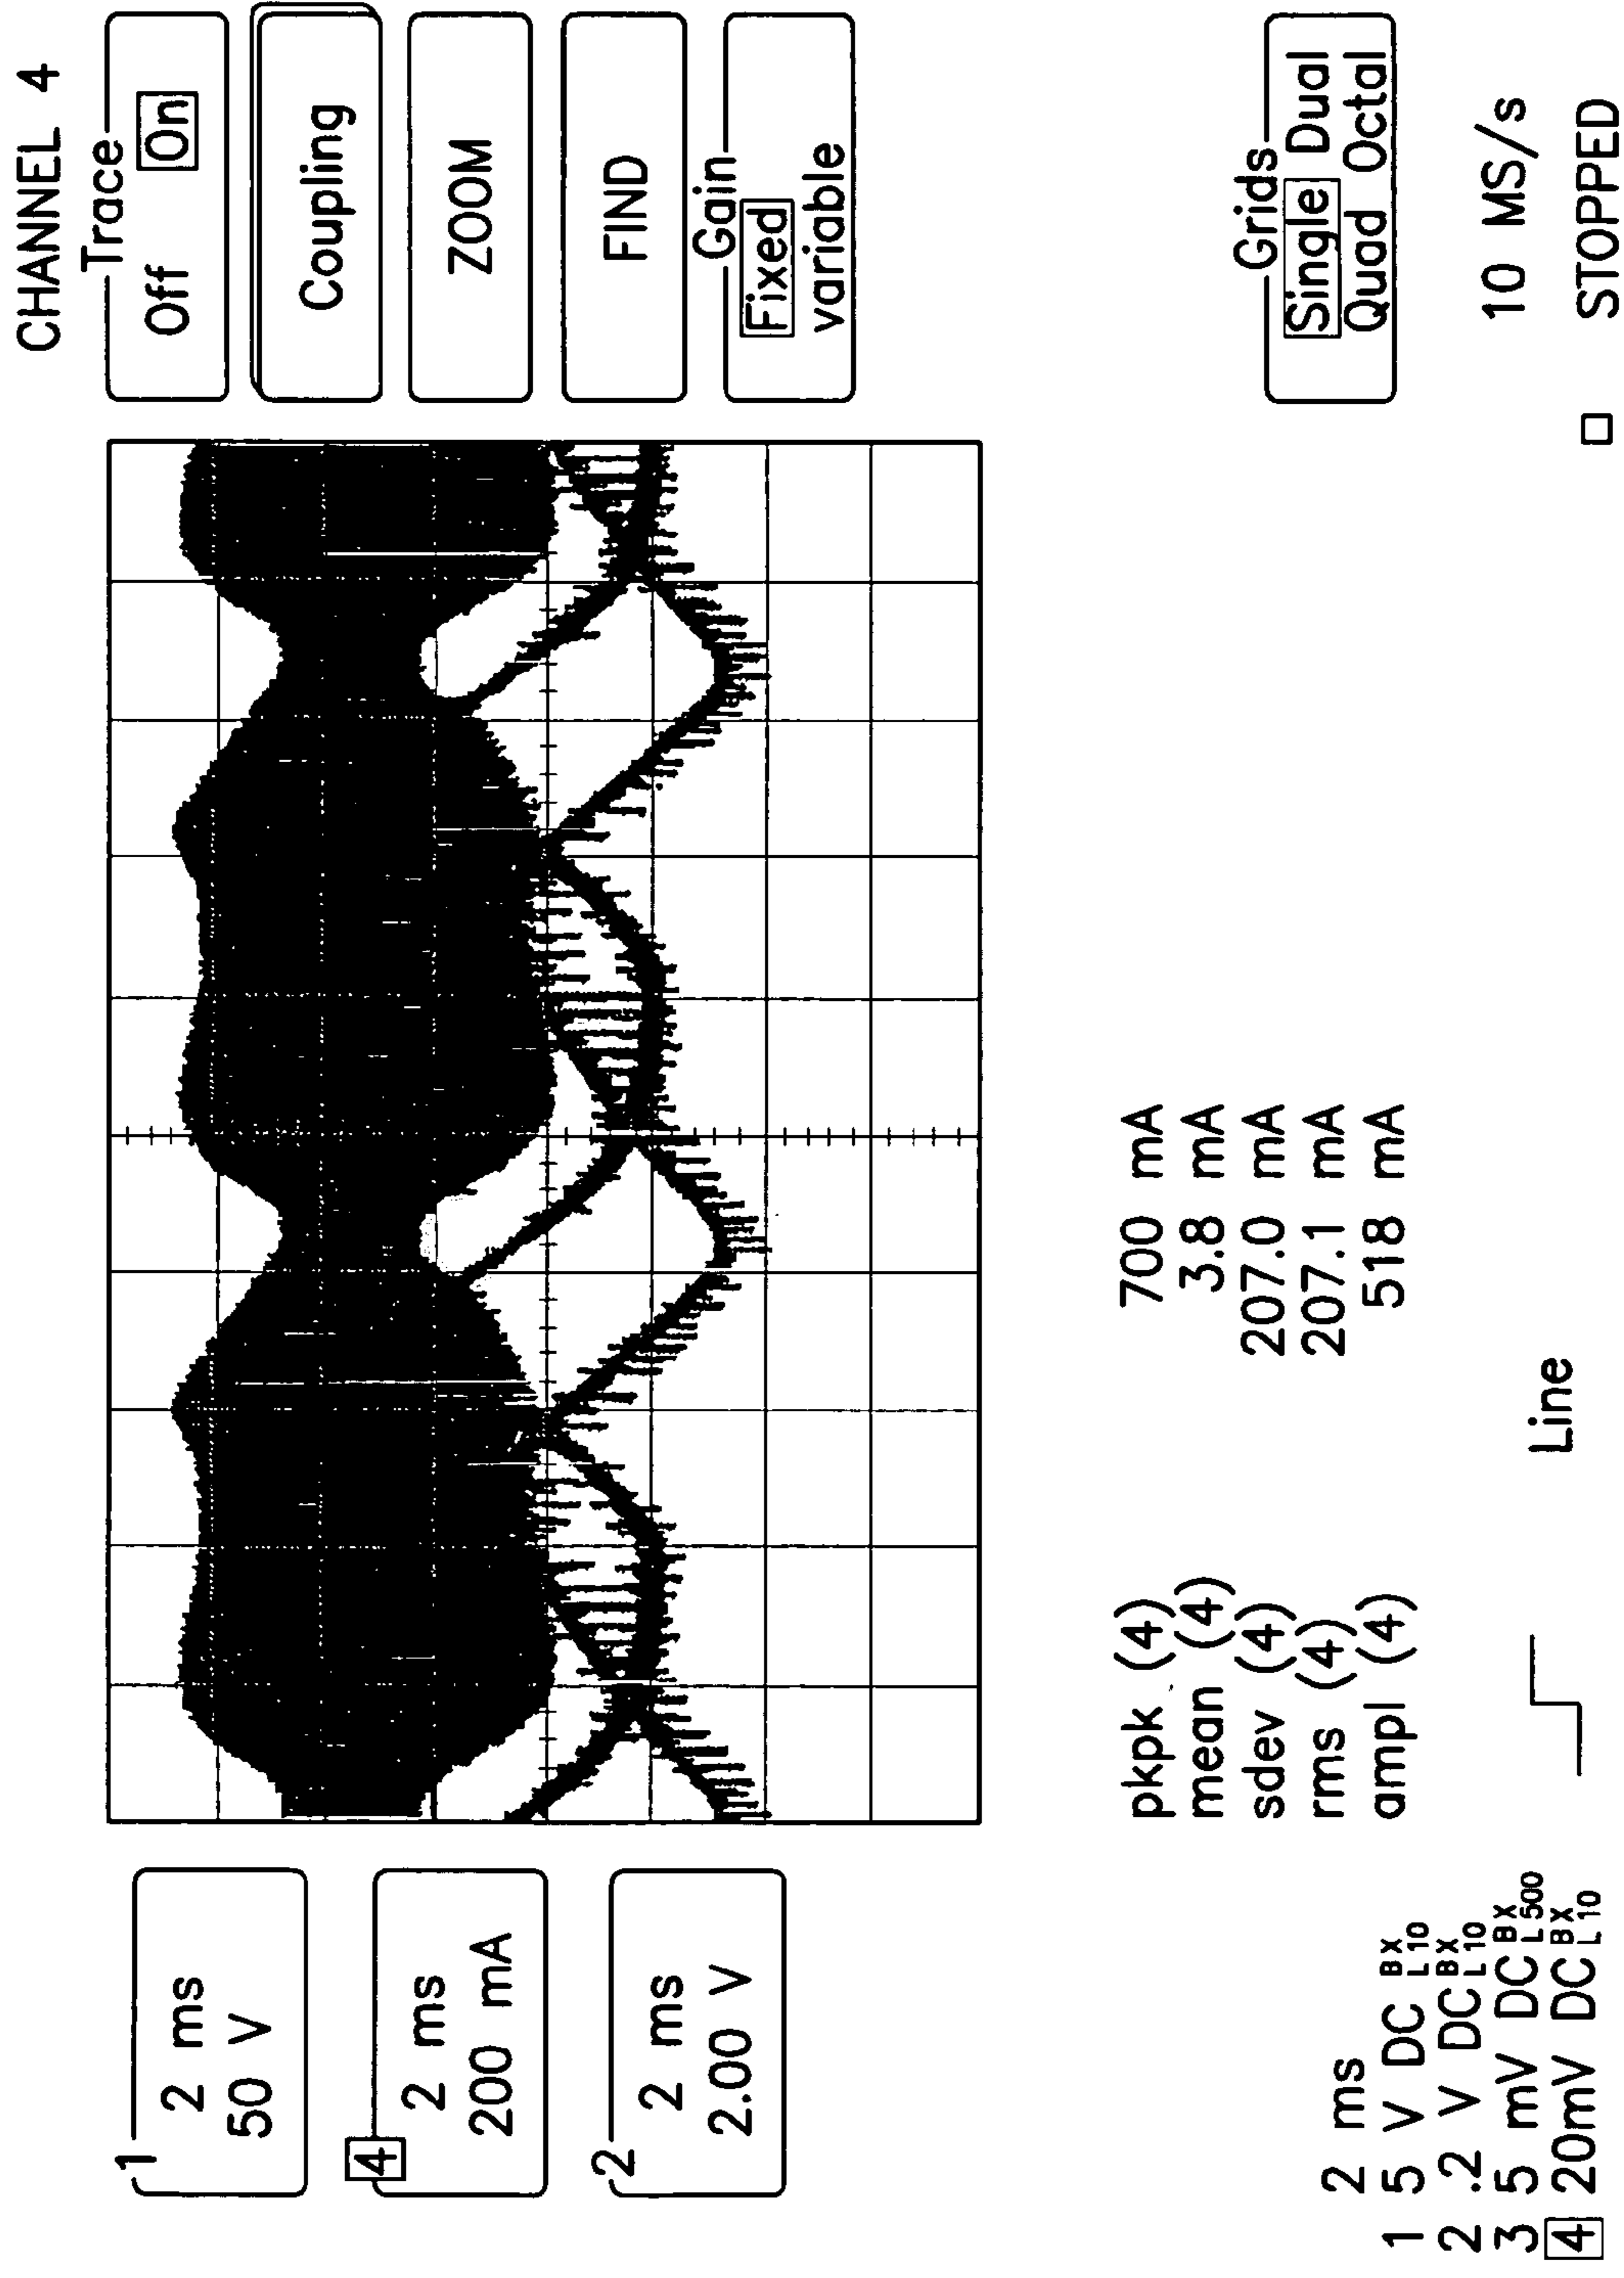 CHANNEL 4
Trace
Off On
Coupling
ZOOM
FIND
Gain
Fixed
variable
Grids
Single Dual
Quad Octal
10 MS/s
STOPPED
1
2 ms
50 V
4
2 ms
200 mA
2
2 ms
2.00 V
pkpk (4) 700 mA
mean (4) 3.8 mA
sdev (4) 207.0 mA
rms (4) 207.1 mA
ampl (4) 518 mA
2 ms
1 5 V DC BX L10
2 .2 V DC BX L10
3 5 mV DC BX L500
4 20mV DC BX L10
Line